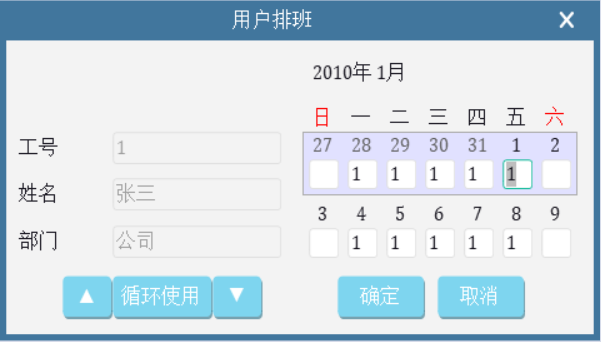 用户排班
2010年 1月
日 一 二 三 四 五 六
27 28 29 30 31 1 2
1 1 1 1 1
3 4 5 6 7 8 9
1 1 1 1 1
工号 1
姓名 张三
部门 公司
▲ 循环使用 ▼ 确定 取消